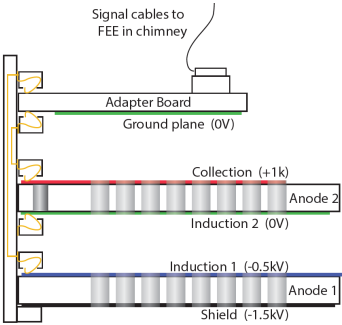 Signal cables to
FEE in chimney
Adapter Board
Ground plane (0V)
Collection (+1k)
Anode 2
Induction 2 (0V)
Induction 1 (-0.5kV)
Anode 1
Shield (-1.5kV)